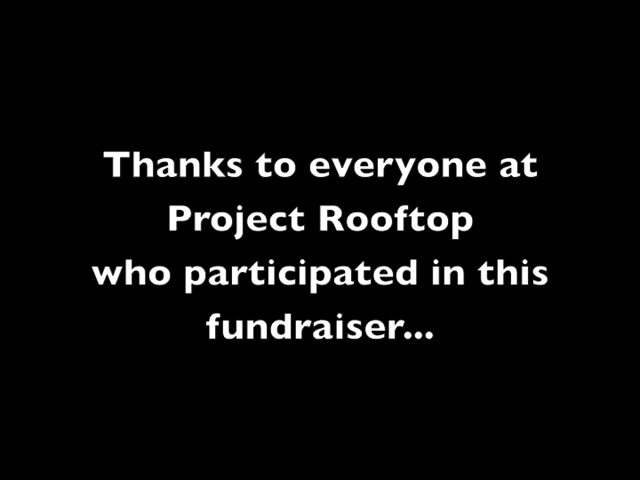 Thanks to everyone at
Project Rooftop
who participated in this
fundraiser...